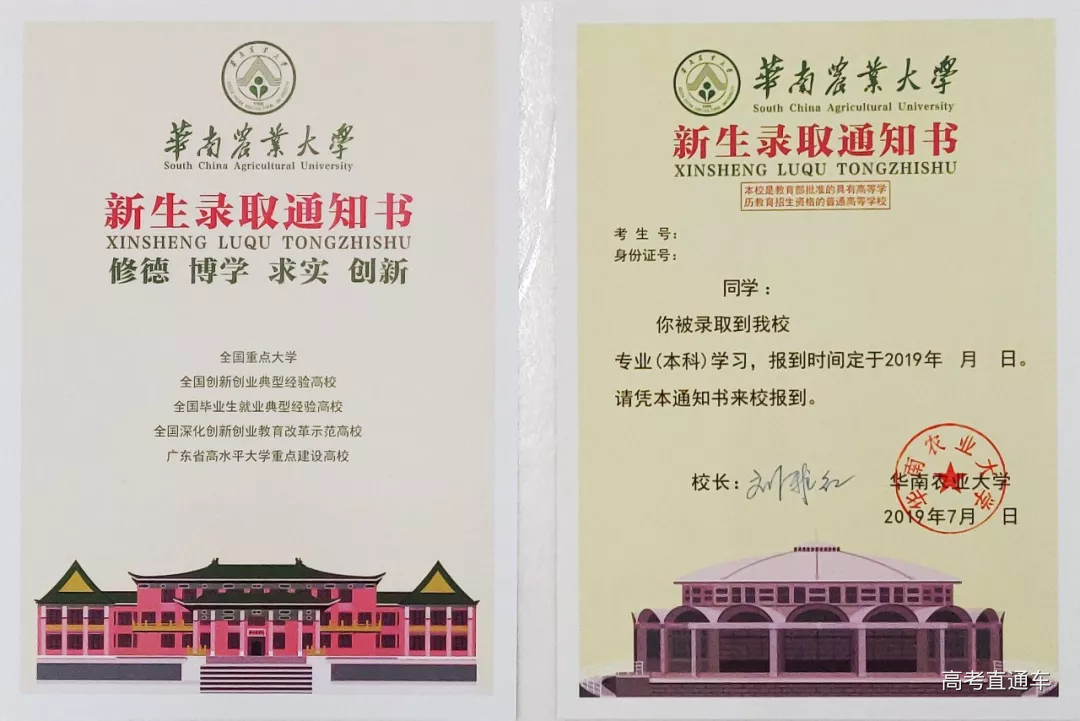 華南農業大學
South China Agricultural University
新生录取通知书
XINSHENG LUQU TONGZHISHU
修德 博学 求实 创新
全国重点大学
全国创新创业典型经验高校
全国毕业生就业典型经验高校
全国深化创新创业教育改革示范高校
广东省高水平大学重点建设高校
華南農業大學
South China Agricultural University
新生录取通知书
XINSHENG LUQU TONGZHISHU
本校是教育部批准的具有高等学
历教育招生资格的普通高等学校
考 生 号：
身份证号：
同学：
你被录取到我校
专业(本科)学习，报到时间定于2019年 月 日。
请凭本通知书来校报到。
校长：刘雅红
华南农业大学
华南农业大学
2019年7月 日
高考直通车